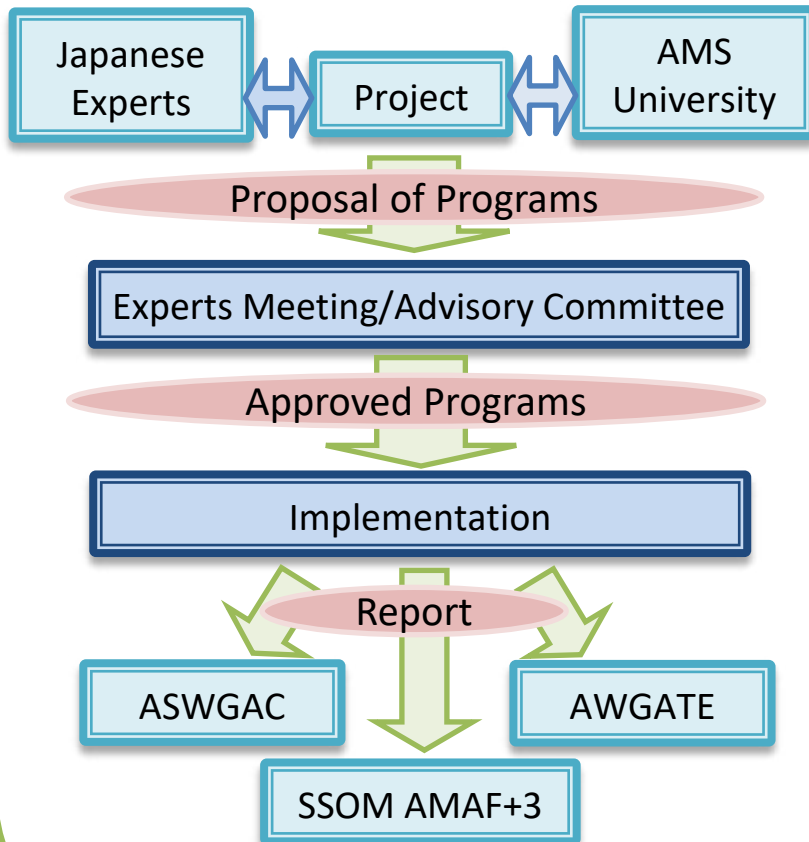 Japanese
Experts
Project
AMS
University
Proposal of Programs
Experts Meeting/Advisory Committee
Approved Programs
Implementation
Report
ASWGAC
AWGATE
SSOM AMAF+3